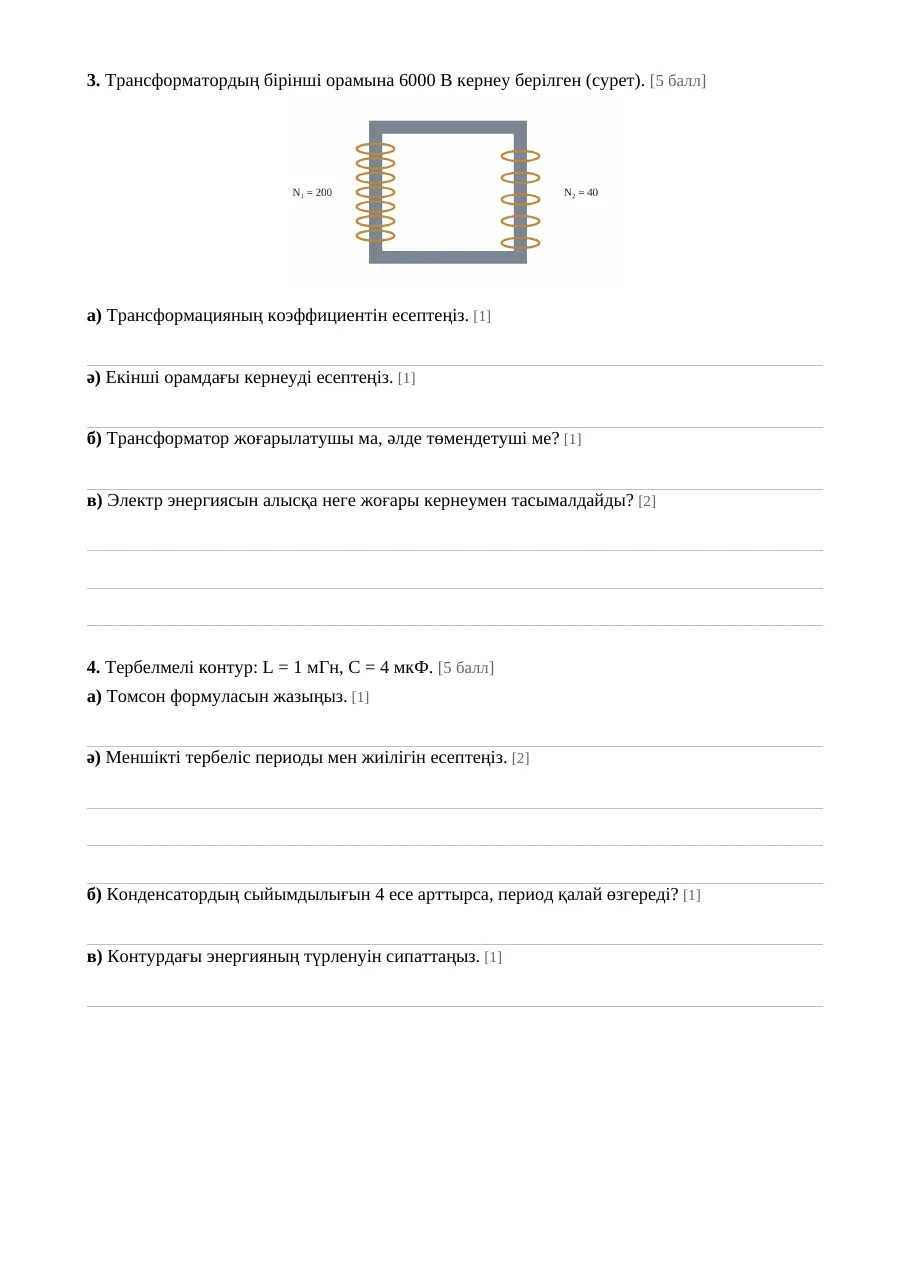 3. Трансформатордың бірінші орамына 6000 В кернеу берілген (сурет). [5 балл]
N₁ = 200
N₂ = 40
а) Трансформацияның коэффициентін есептеңіз. [1]
ә) Екінші орамдағы кернеуді есептеңіз. [1]
б) Трансформатор жоғарылатушы ма, әлде төмендетуші ме? [1]
в) Электр энергиясын алысқа неге жоғары кернеумен тасымалдайды? [2]
4. Тербелмелі контур: L = 1 мГн, C = 4 мкФ. [5 балл]
а) Томсон формуласын жазыңыз. [1]
ә) Меншікті тербеліс периоды мен жиілігін есептеңіз. [2]
б) Конденсатордың сыйымдылығын 4 есе арттырса, период қалай өзгереді? [1]
в) Контурдағы энергияның түрленуін сипаттаңыз. [1]